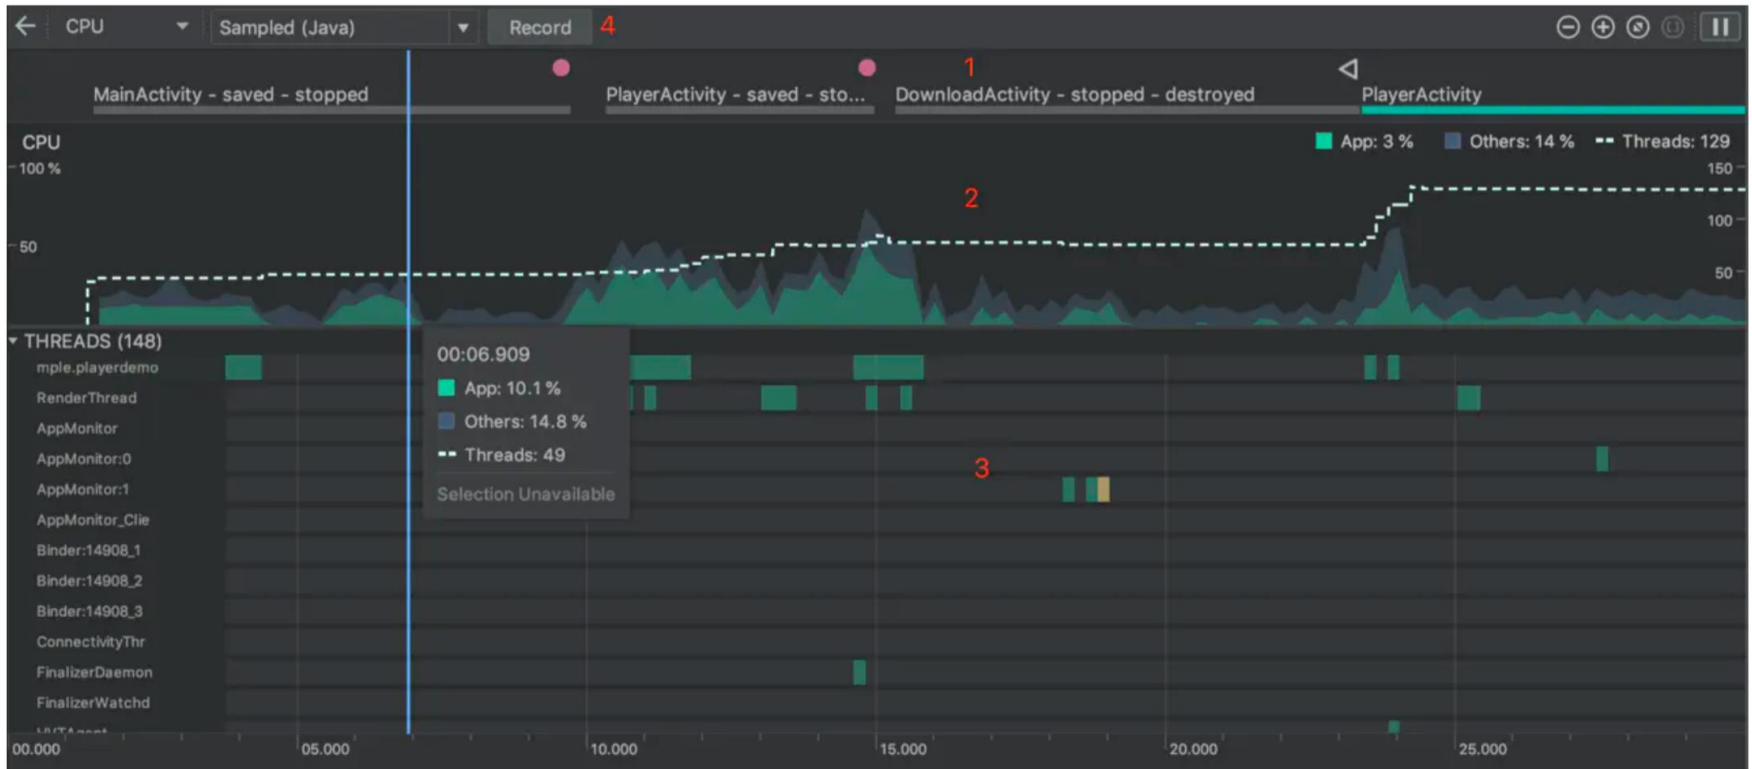 CPU Sampled (Java) Record 4
1
MainActivity - saved - stopped PlayerActivity - saved - sto... DownloadActivity - stopped - destroyed PlayerActivity
CPU App: 3 % Others: 14 % Threads: 129
100 % 150
2
100
50
50
THREADS (148)
mple.playerdemo
RenderThread
AppMonitor
AppMonitor:0
AppMonitor:1
AppMonitor_Clie
Binder:14908_1
Binder:14908_2
Binder:14908_3
ConnectivityThr
FinalizerDaemon
FinalizerWatchd
00:06.909
App: 10.1 %
Others: 14.8 %
Threads: 49
Selection Unavailable
3
00.000 05.000 10.000 15.000 20.000 25.000